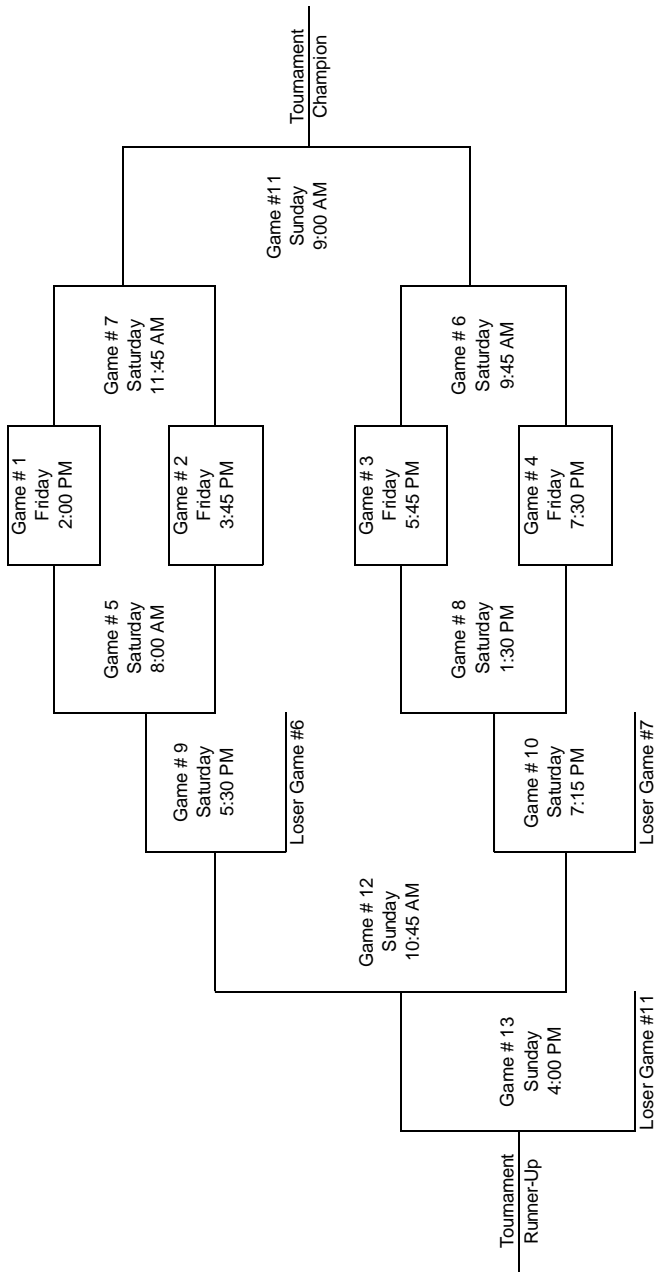 Tournament
Runner-Up
Game # 13
Sunday
4:00 PM
Loser Game #11
Game # 12
Sunday
10:45 AM
Game # 9
Saturday
5:30 PM
Loser Game #6
Game # 10
Saturday
7:15 PM
Loser Game #7
Game # 5
Saturday
8:00 AM
Game # 8
Saturday
1:30 PM
Game # 1
Friday
2:00 PM
Game # 2
Friday
3:45 PM
Game # 3
Friday
5:45 PM
Game # 4
Friday
7:30 PM
Game # 7
Saturday
11:45 AM
Game # 6
Saturday
9:45 AM
Game #11
Sunday
9:00 AM
Tournament
Champion